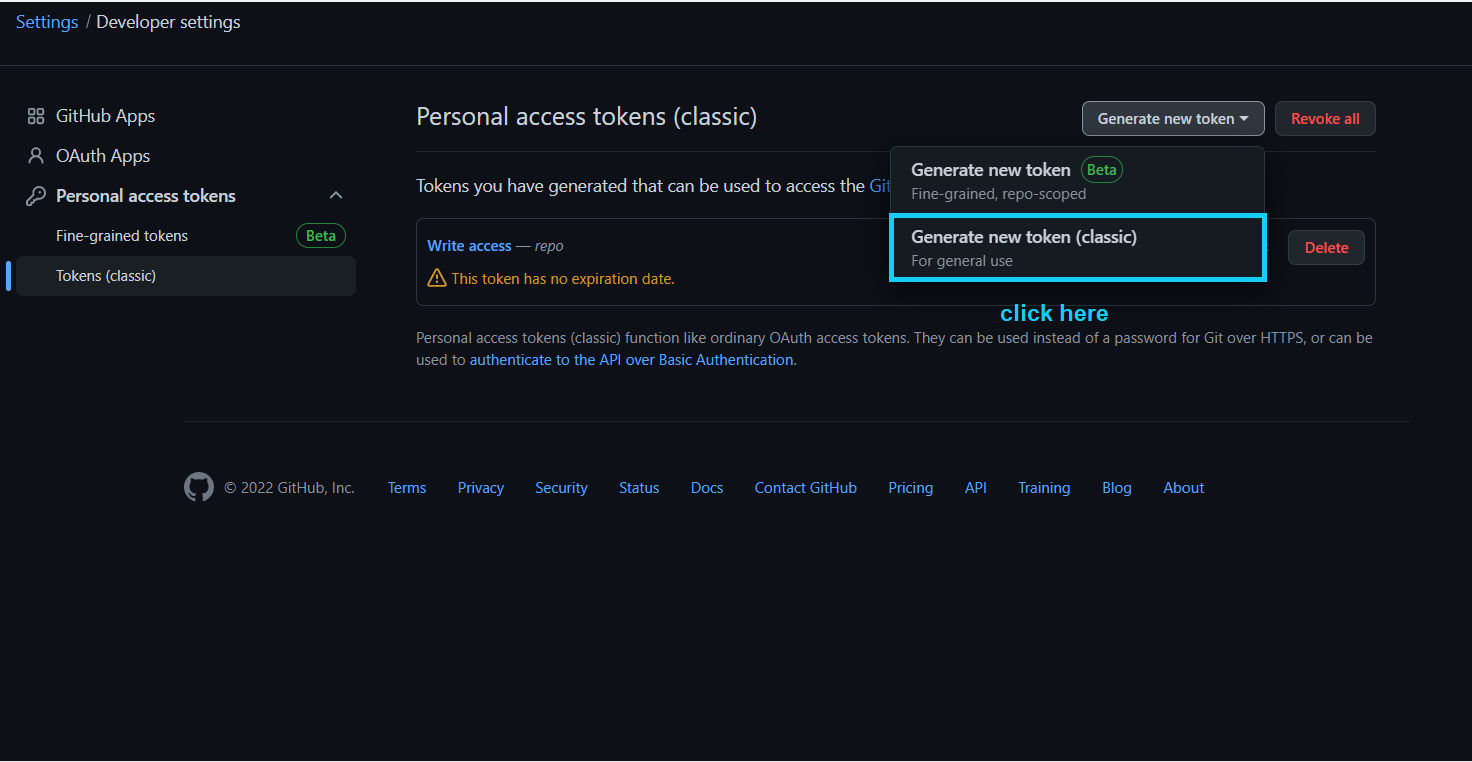 Settings / Developer settings
GitHub Apps
OAuth Apps
Personal access tokens
Fine-grained tokens Beta
Tokens (classic)
Personal access tokens (classic)
Generate new token
Revoke all
Generate new token Beta
Fine-grained, repo-scoped
Generate new token (classic)
For general use
click here
Tokens you have generated that can be used to access the Git
Write access — repo
Delete
This token has no expiration date.
Personal access tokens (classic) function like ordinary OAuth access tokens. They can be used instead of a password for Git over HTTPS, or can be
used to authenticate to the API over Basic Authentication.
© 2022 GitHub, Inc. Terms Privacy Security Status Docs Contact GitHub Pricing API Training Blog About